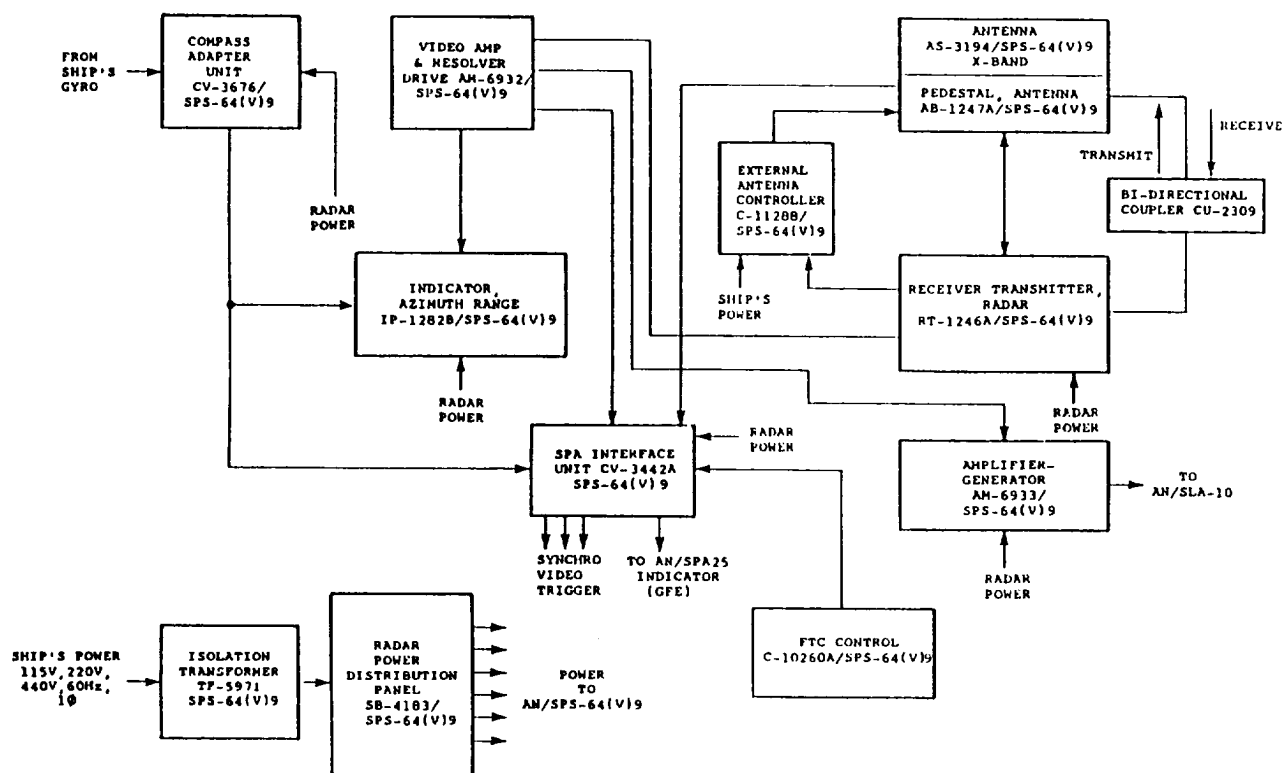 FROM
SHIP'S
GYRO
COMPASS
ADAPTER
UNIT
CV-3676/
SPS-64(V)9
RADAR
POWER
VIDEO AMP
& RESOLVER
DRIVE AM-6932/
SPS-64(V)9
ANTENNA
AS-3194/SPS-64(V)9
X-BAND
PEDESTAL, ANTENNA
AB-1247A/SPS-64(V)9
TRANSMIT
RECEIVE
BI-DIRECTIONAL
COUPLER CU-2309
EXTERNAL
ANTENNA
CONTROLLER
C-11288/
SPS-64(V)9
SHIP'S
POWER
INDICATOR,
AZIMUTH RANGE
IP-1282B/SPS-64(V)9
RADAR
POWER
RECEIVER TRANSMITTER,
RADAR
RT-1246A/SPS-64(V)9
RADAR
POWER
SPA INTERFACE
UNIT CV-3442A
SPS-64(V)9
RADAR
POWER
SYNCHRO
VIDEO
TRIGGER
TO AN/SPA25
INDICATOR
(GFE)
AMPLIFIER-
GENERATOR
AM-6933/
SPS-64(V)9
TO
AN/SLA-10
RADAR
POWER
FTC CONTROL
C-10260A/SPS-64(V)9
SHIP'S POWER
115V,220V,
440V,60Hz,
1Ø
ISOLATION
TRANSFORMER
TF-5971
SPS-64(V)9
RADAR
POWER
DISTRIBUTION
PANEL
SB-4183/
SPS-64(V)9
POWER
TO
AN/SPS-64(V)9